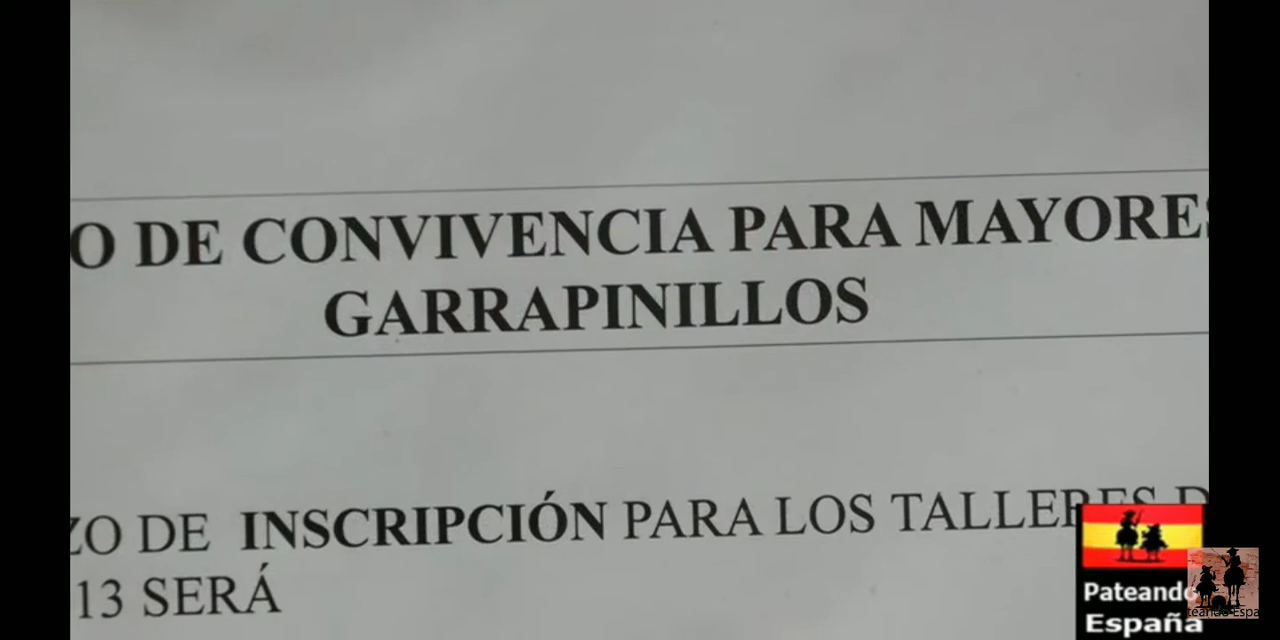 O DE CONVIVENCIA PARA MAYORES
GARRAPINILLOS
ZO DE INSCRIPCIÓN PARA LOS TALLERES D
13 SERÁ
Pateando
España